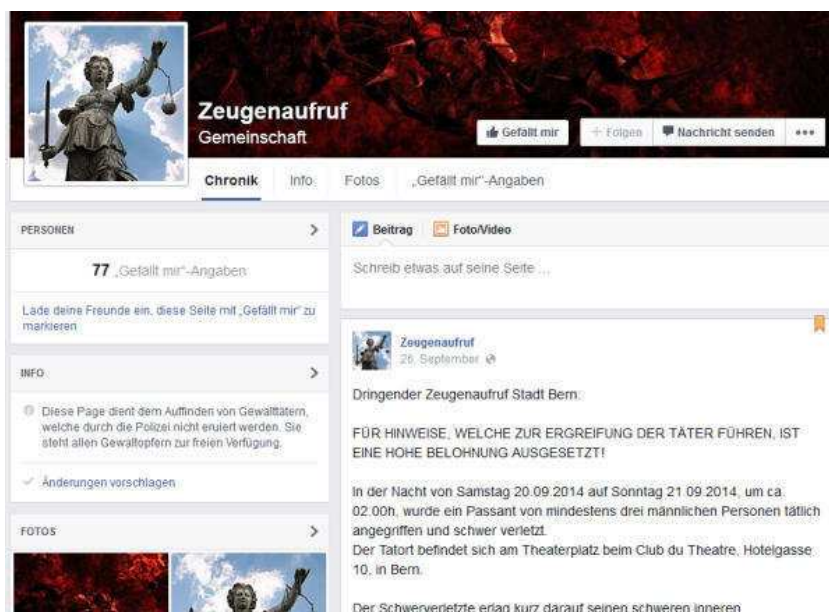 Zeugenaufruf
Gemeinschaft
Gefällt mir
+ Folgen
Nachricht senden
Chronik
Info
Fotos
„Gefällt mir“-Angaben
PERSONEN
77 „Gefällt mir“-Angaben
Lade deine Freunde ein, diese Seite mit „Gefällt mir“ zu
markieren
INFO
Diese Page dient dem Auffinden von Gewalttätern,
welche durch die Polizei nicht eruiert werden. Sie
steht allen Gewaltopfern zur freien Verfügung.
Änderungen vorschlagen
FOTOS
Beitrag
Foto/Video
Schreib etwas auf seine Seite ...
Zeugenaufruf
26. September
Dringender Zeugenaufruf Stadt Bern:
FÜR HINWEISE, WELCHE ZUR ERGREIFUNG DER TÄTER FÜHREN, IST
EINE HOHE BELOHNUNG AUSGESETZT!
In der Nacht von Samstag 20.09.2014 auf Sonntag 21.09.2014, um ca.
02.00h, wurde ein Passant von mindestens drei männlichen Personen tätlich
angegriffen und schwer verletzt.
Der Tatort befindet sich am Theaterplatz beim Club du Theatre, Hotelgasse
10, in Bern.
Der Schwerverletzte erlag kurz darauf seinen schweren inneren